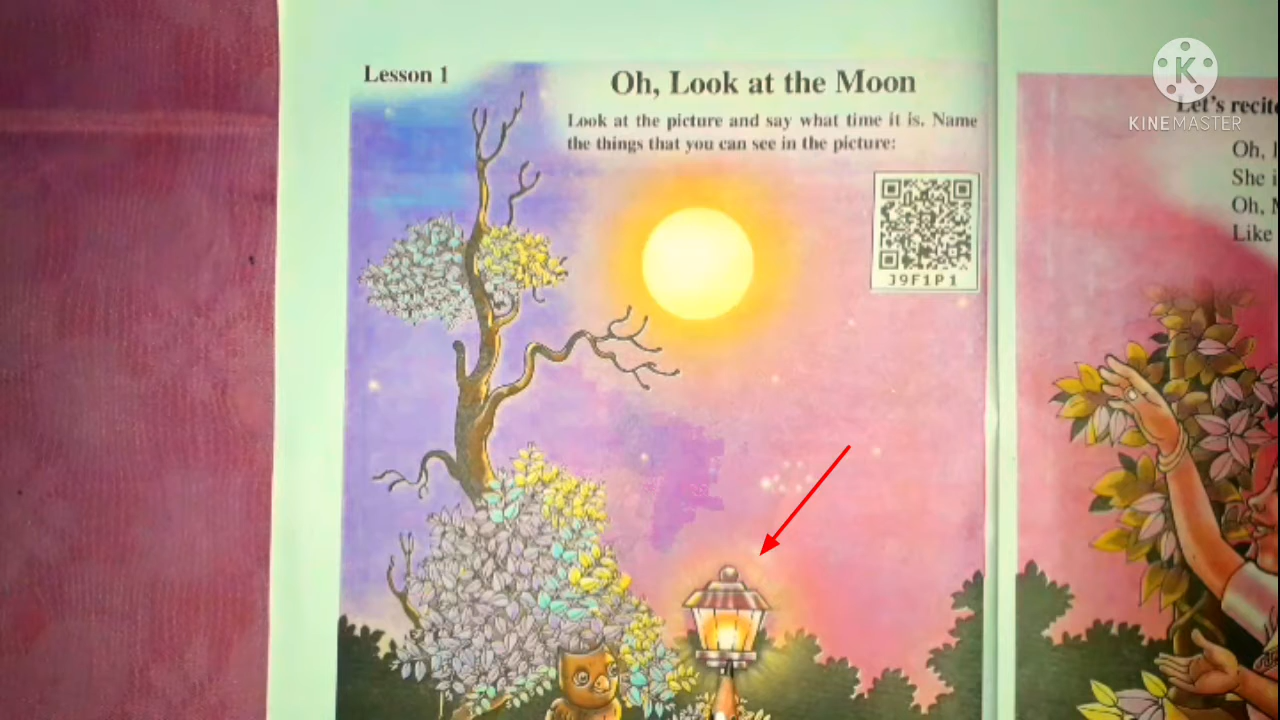 Lesson 1
Oh, Look at the Moon
Look at the picture and say what time it is. Name
the things that you can see in the picture:
J9F1P1
K
KINEMASTER
Let's recite
Oh,
She i
Oh,
Like